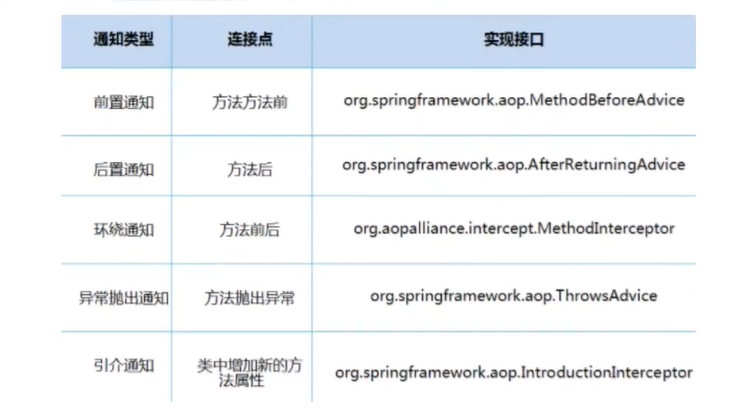 通知类型 连接点 实现接口
前置通知 方法方法前 org.springframework.aop.MethodBeforeAdvice
后置通知 方法后 org.springframework.aop.AfterReturningAdvice
环绕通知 方法前后 org.aopalliance.intercept.MethodInterceptor
异常抛出通知 方法抛出异常 org.springframework.aop.ThrowsAdvice
引介通知 类中增加新的方
法属性 org.springframework.aop.IntroductionInterceptor